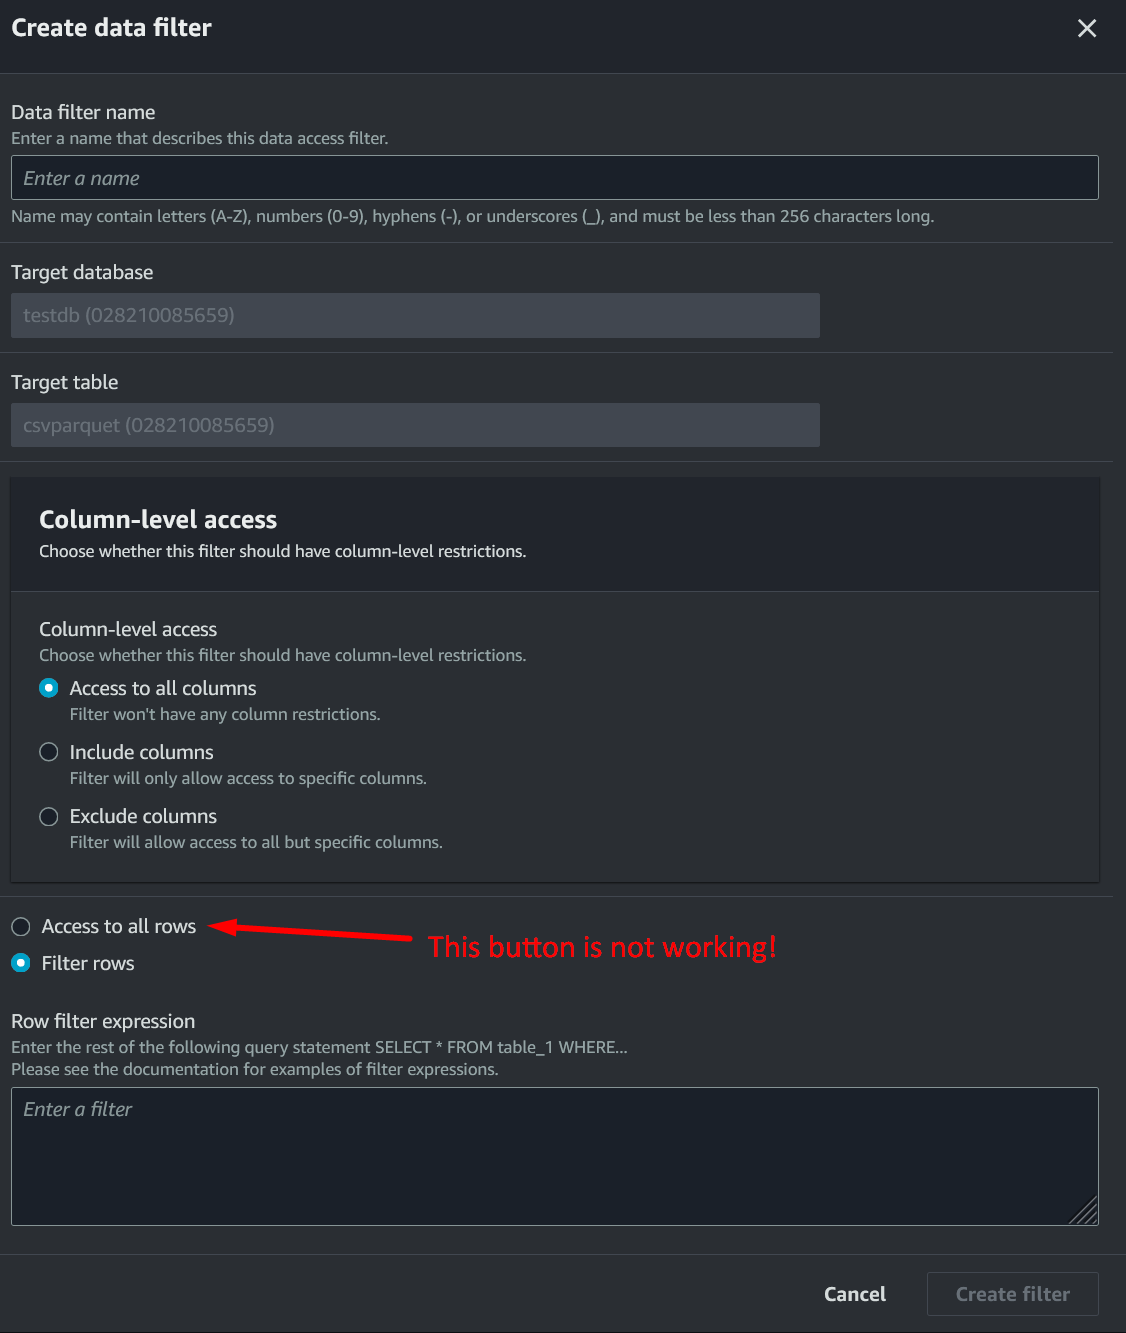 Create data filter
Data filter name
Enter a name that describes this data access filter.
Enter a name
Name may contain letters (A-Z), numbers (0-9), hyphens (-), or underscores (_), and must be less than 256 characters long.
Target database
testdb (028210085659)
Target table
csvparquet (028210085659)
Column-level access
Choose whether this filter should have column-level restrictions.
Column-level access
Choose whether this filter should have column-level restrictions.
Access to all columns
Filter won't have any column restrictions.
Include columns
Filter will only allow access to specific columns.
Exclude columns
Filter will allow access to all but specific columns.
Access to all rows
This button is not working!
Filter rows
Row filter expression
Enter the rest of the following query statement SELECT * FROM table_1 WHERE...
Please see the documentation for examples of filter expressions.
Enter a filter
Cancel
Create filter